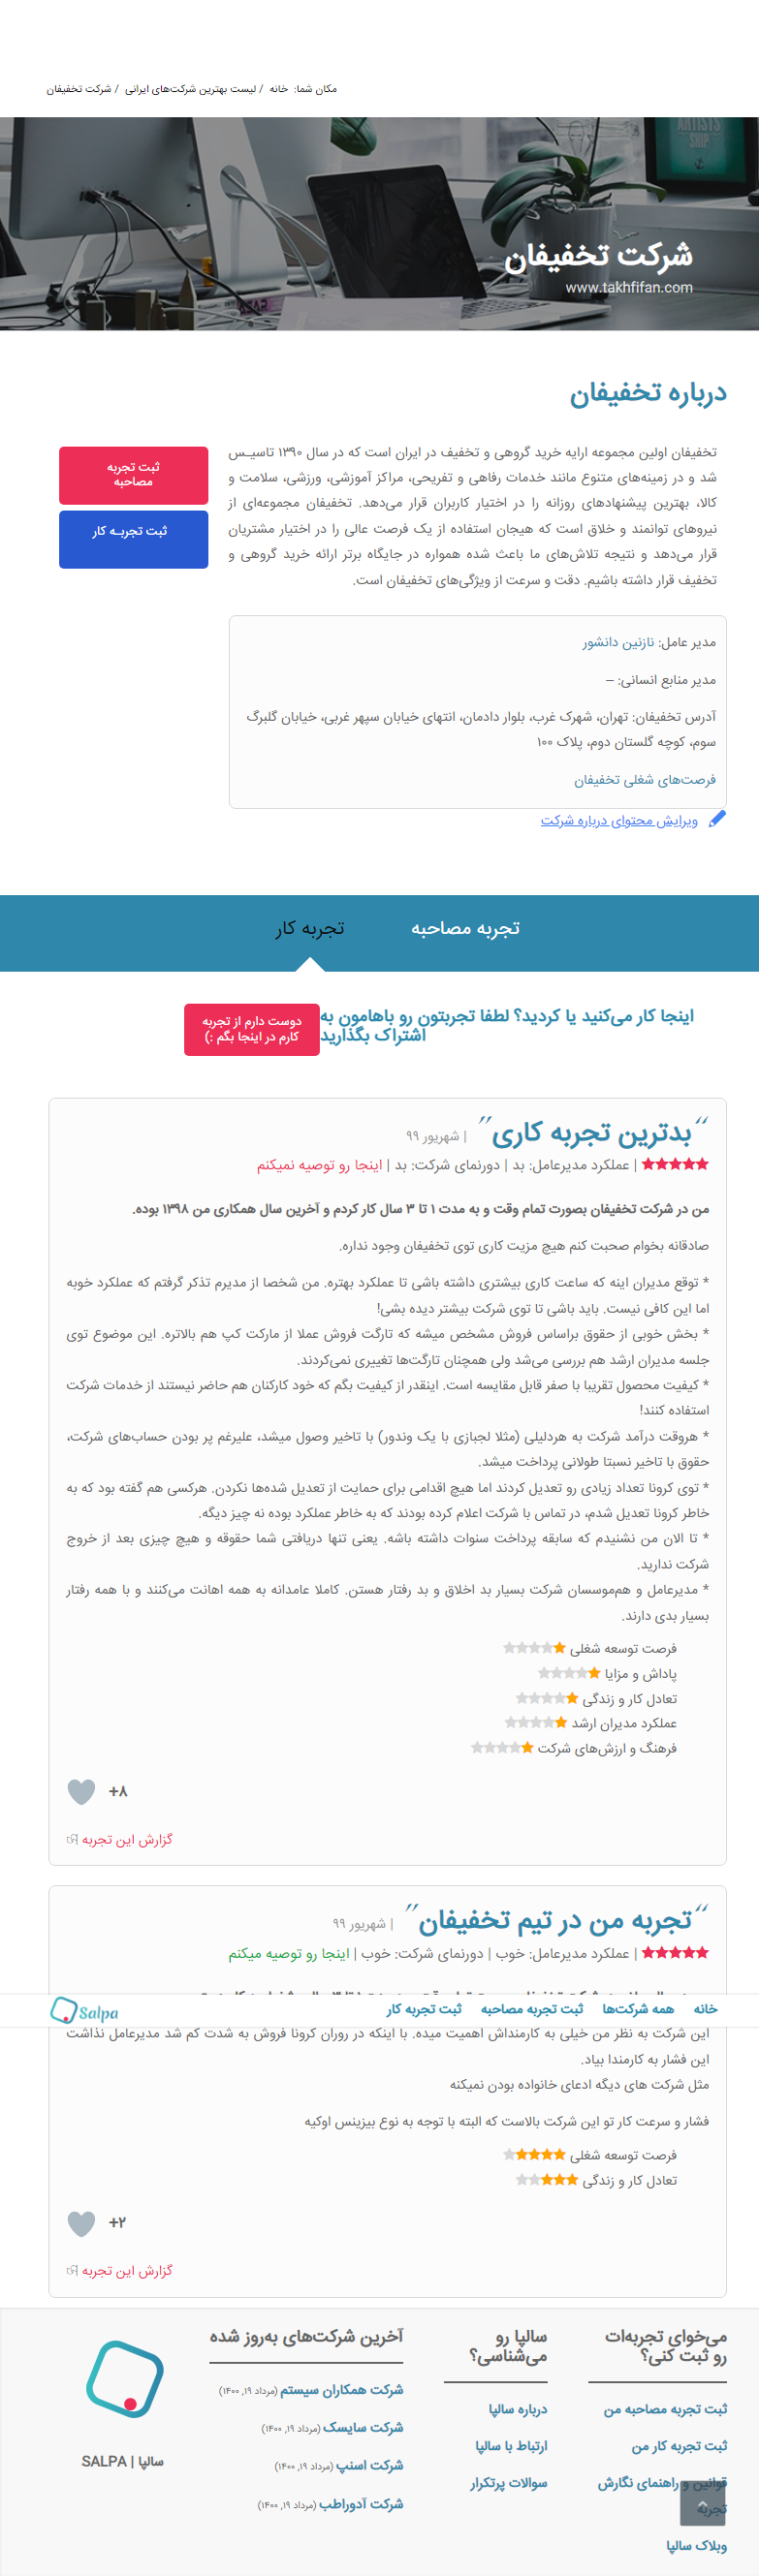 مکان شما: خانه / لیست بهترین شرکت‌های ایرانی / شرکت تخفیفان
شرکت تخفیفان
www.takhfifan.com
درباره تخفیفان
تخفیفان اولین مجموعه ارایه خرید گروهی و تخفیف در ایران است که در سال ۱۳۹۰ تاسیـس
شد و در زمینه‌های متنوع مانند خدمات رفاهی و تفریحی، مراکز آموزشی، ورزشی، سلامت و
کالا، بهترین پیشنهادهای روزانه را در اختیار کاربران قرار می‌دهد. تخفیفان مجموعه‌ای از
نیروهای توانمند و خلاق است که هیجان استفاده از یک فرصت عالی را در اختیار مشتریان
قرار می‌دهد و نتیجه تلاش‌های ما باعث شده همواره در جایگاه برتر ارائه خرید گروهی و
تخفیف قرار داشته باشیم. دقت و سرعت از ویژگی‌های تخفیفان است.
ثبت تجربه
مصاحبه
ثبت تجربـه کار
مدیر عامل: نازنین دانشور
مدیر منابع انسانی: –
آدرس تخفیفان: تهران، شهرک غرب، بلوار دادمان، انتهای خیابان سپهر غربی، خیابان گلبرگ
سوم، کوچه گلستان دوم، پلاک ۱۰۰
فرصت‌های شغلی تخفیفان
ویرایش محتوای درباره شرکت
تجربه مصاحبه
تجربه کار
اینجا کار می‌کنید یا کردید؟ لطفا تجربتون رو باهامون به
اشتراک بگذارید
دوست دارم از تجربه
کارم در اینجا بگم :)
״بدترین تجربه کاری״ | شهریور ۹۹
| عملکرد مدیرعامل: بد | دورنمای شرکت: بد | اینجا رو توصیه نمیکنم
من در شرکت تخفیفان بصورت تمام وقت و به مدت ۱ تا ۳ سال کار کردم و آخرین سال همکاری من ۱۳۹۸ بوده.
صادقانه بخوام صحبت کنم هیچ مزیت کاری توی تخفیفان وجود نداره.
* توقع مدیران اینه که ساعت کاری بیشتری داشته باشی تا عملکرد بهتره. من شخصا از مدیرم تذکر گرفتم که عملکرد خوبه
اما این کافی نیست. باید باشی تا توی شرکت بیشتر دیده بشی!
* بخش خوبی از حقوق براساس فروش مشخص میشه که تارگت فروش عملا از مارکت کپ هم بالاتره. این موضوع توی
جلسه مدیران ارشد هم بررسی می‌شد ولی همچنان تارگت‌ها تغییری نمی‌کردند.
* کیفیت محصول تقریبا با صفر قابل مقایسه است. اینقدر از کیفیت بگم که خود کارکنان هم حاضر نیستند از خدمات شرکت
استفاده کنند!
* هروقت درآمد شرکت به هردلیلی (مثلا لجبازی با یک وندور) با تاخیر وصول میشد، علیرغم پر بودن حساب‌های شرکت،
حقوق با تاخیر نسبتا طولانی پرداخت میشد.
* توی کرونا تعداد زیادی رو تعدیل کردند اما هیچ اقدامی برای حمایت از تعدیل شده‌ها نکردن. هرکسی هم گفته بود که به
خاطر کرونا تعدیل شدم، در تماس با شرکت اعلام کرده بودند که به خاطر عملکرد بوده نه چیز دیگه.
* تا الان من نشنیدم که سابقه پرداخت سنوات داشته باشه. یعنی تنها دریافتی شما حقوقه و هیچ چیزی بعد از خروج
شرکت ندارید.
* مدیرعامل و هم‌موسسان شرکت بسیار بد اخلاق و بد رفتار هستن. کاملا عامدانه به همه اهانت می‌کنند و با همه رفتار
بسیار بدی دارند.
فرصت توسعه شغلی
پاداش و مزایا
تعادل کار و زندگی
عملکرد مدیران ارشد
فرهنگ و ارزش‌های شرکت
+۸
گزارش این تجربه
״تجربه من در تیم تخفیفان״ | شهریور ۹۹
| عملکرد مدیرعامل: خوب | دورنمای شرکت: خوب | اینجا رو توصیه میکنم
خانه
همه شرکت‌ها
ثبت تجربه مصاحبه
ثبت تجربه کار
Salpa
این شرکت به نظر من خیلی به کارمنداش اهمیت میده. با اینکه در روران کرونا فروش به شدت کم شد مدیرعامل نذاشت
این فشار به کارمندا بیاد.
مثل شرکت های دیگه ادعای خانواده بودن نمیکنه
فشار و سرعت کار تو این شرکت بالاست که البته با توجه به نوع بیزینس اوکیه
فرصت توسعه شغلی
تعادل کار و زندگی
+۲
گزارش این تجربه
می‌خوای تجربه‌ات
رو ثبت کنی؟
ثبت تجربه مصاحبه من
ثبت تجربه کار من
قوانین و راهنمای نگارش
تجربه
وبلاک سالپا
سالپا رو
می‌شناسی؟
درباره سالپا
ارتباط با سالپا
سوالات پرتکرار
آخرین شرکت‌های به‌روز شده
شرکت همکاران سیستم (مرداد ۱۹, ۱۴۰۰)
شرکت سایسک (مرداد ۱۹, ۱۴۰۰)
شرکت اسنپ (مرداد ۱۹, ۱۴۰۰)
شرکت آدوراطب (مرداد ۱۹, ۱۴۰۰)
سالپا | SALPA